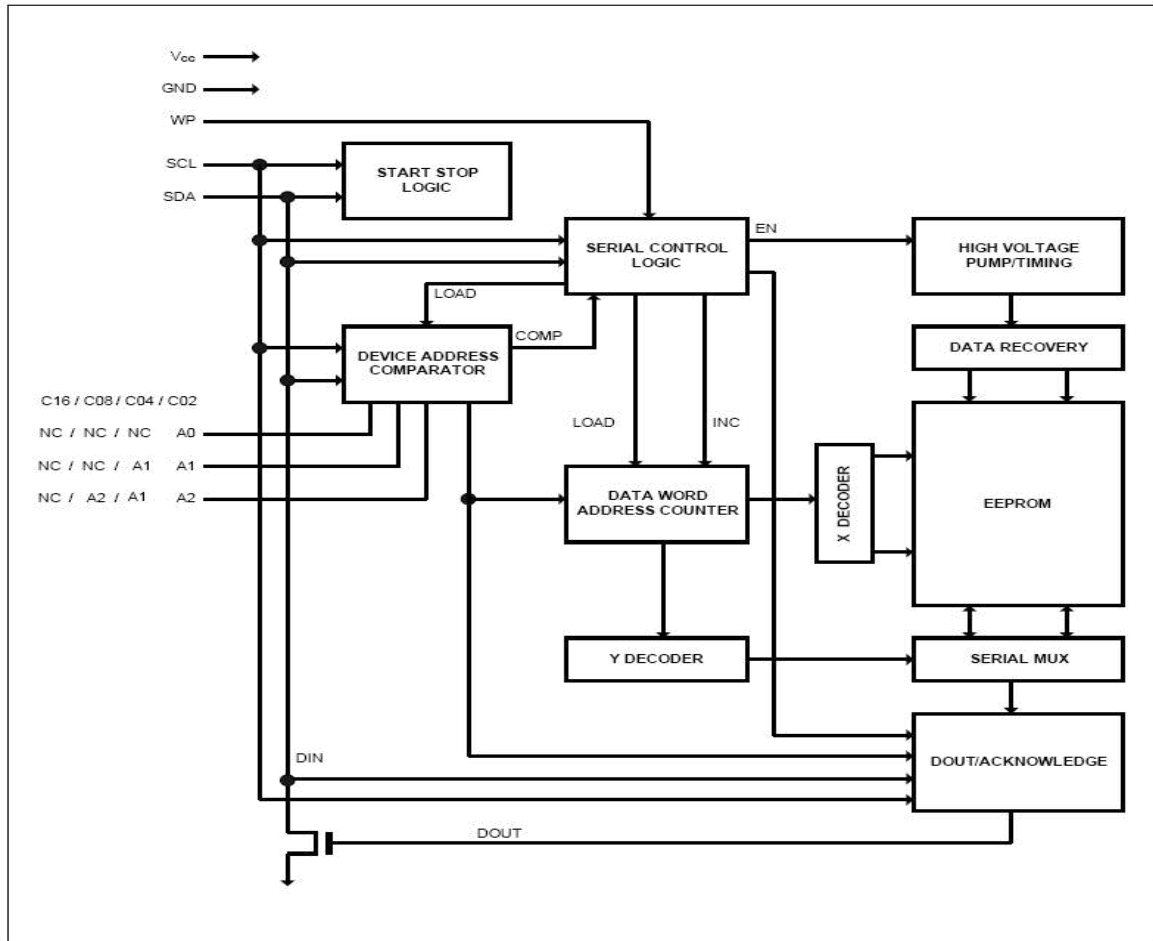 Vcc
GND
WP
SCL
SDA
START STOP
LOGIC
SERIAL CONTROL
LOGIC
EN
HIGH VOLTAGE
PUMP/TIMING
LOAD
COMP
DEVICE ADDRESS
COMPARATOR
DATA RECOVERY
C16 / C08 / C04 / C02
NC / NC / NC A0
NC / NC / A1 A1
NC / A2 / A1 A2
LOAD
INC
DATA WORD
ADDRESS COUNTER
X DECODER
EEPROM
Y DECODER
SERIAL MUX
DIN
DOUT/ACKNOWLEDGE
DOUT